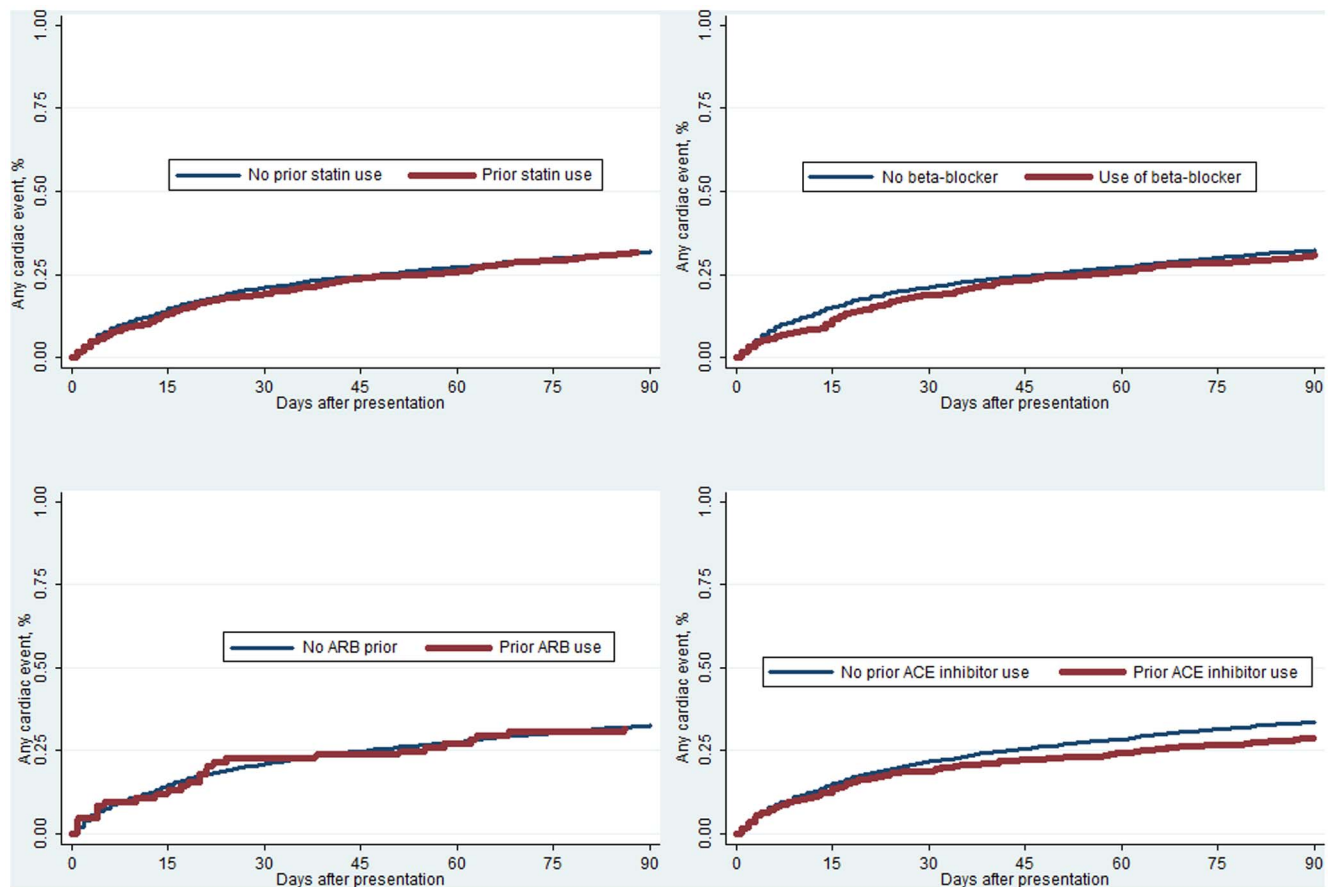 Any cardiac event, %
1.00
0.75
0.50
0.25
0.00
No prior statin use Prior statin use
0 15 30 45 60 75 90
Days after presentation
Any cardiac event, %
1.00
0.75
0.50
0.25
0.00
No beta-blocker Use of beta-blocker
0 15 30 45 60 75 90
Days after presentation
Any cardiac event, %
1.00
0.75
0.50
0.25
0.00
No ARB prior Prior ARB use
0 15 30 45 60 75 90
Days after presentation
Any cardiac event, %
1.00
0.75
0.50
0.25
0.00
No prior ACE inhibitor use Prior ACE inhibitor use
0 15 30 45 60 75 90
Days after presentation